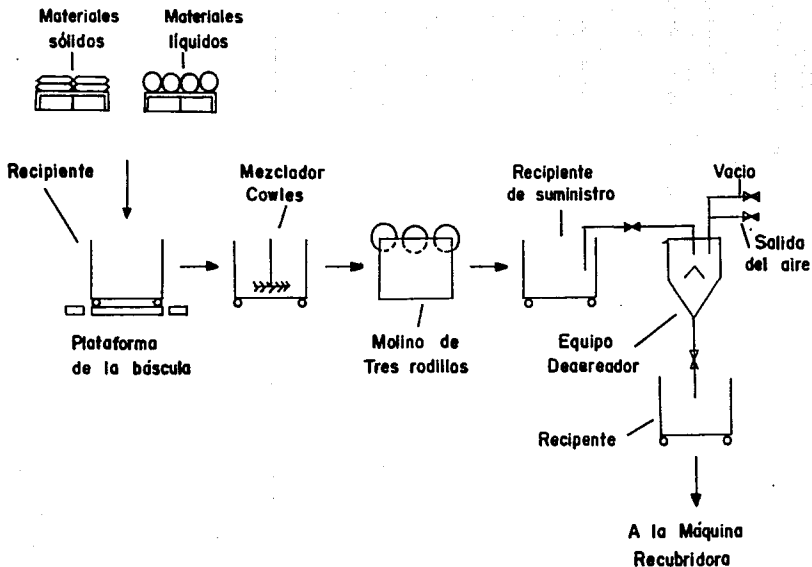 Materiales
sólidos
Materiales
líquidos
Recipiente
Mezclador
Cowles
Recipiente
de suministro
Vacio
Salida
del aire
Plataforma
de la báscula
Molino de
Tres rodillos
Equipo
Deaereador
Recipente
A la Máquina
Recubridora